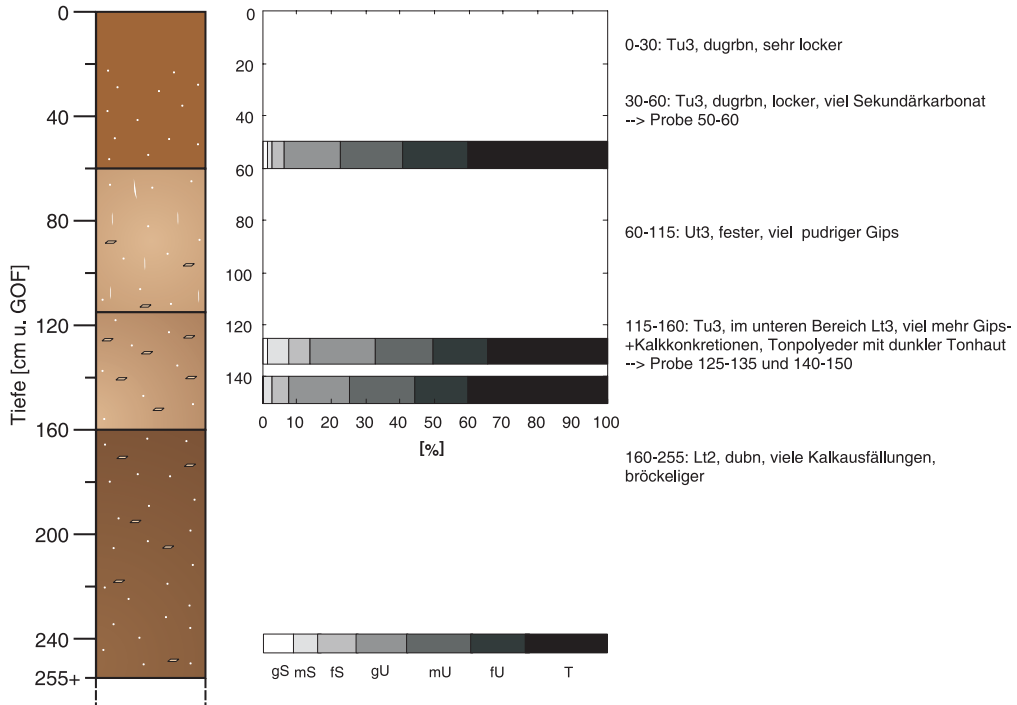 Tiefe [cm u. GOF]
0
40
80
120
160
200
240
255+
0
20
40
60
80
100
120
140
0 10 20 30 40 50 60 70 80 90 100
[%]
0-30: Tu3, dugrbn, sehr locker
30-60: Tu3, dugrbn, locker, viel Sekundärkarbonat
--> Probe 50-60
60-115: Ut3, fester, viel pudriger Gips
115-160: Tu3, im unteren Bereich Lt3, viel mehr Gips-
+Kalkkonkretionen, Tonpolyeder mit dunkler Tonhaut
--> Probe 125-135 und 140-150
160-255: Lt2, dubn, viele Kalkausfällungen,
bröckeliger
gS mS fS gU mU fU T